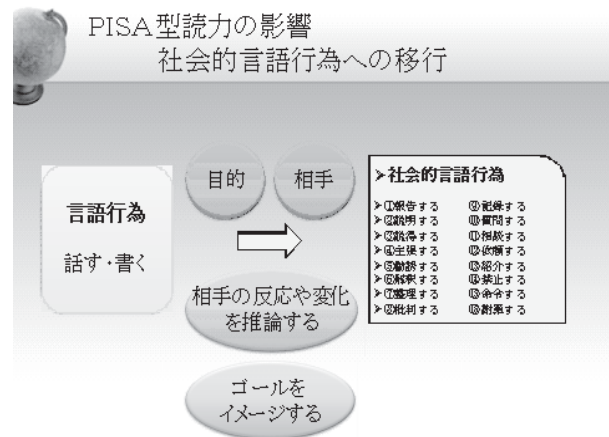 PISA型読力の影響
社会的言語行為への移行
言語行為
話す・書く
目的
相手
相手の反応や変化
を推論する
ゴールを
イメージする
➢社会的言語行為
➢①報告する ⑨記録する
➢②説明する ⑩質問する
➢③説得する ⑪相談する
➢④主張する ⑫依頼する
➢⑤勧誘する ⑬紹介する
➢⑥解釈する ⑭禁止する
➢⑦整理する ⑮命令する
➢⑧批判する ⑯謝罪する